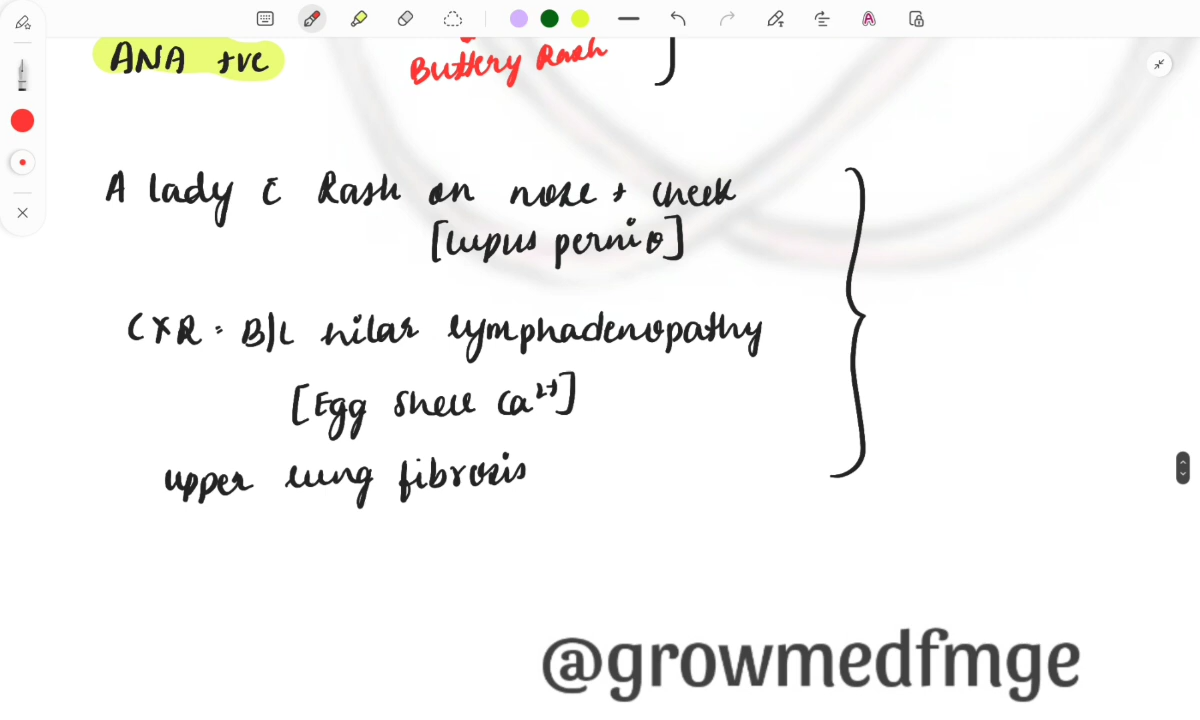 ANA +ve
Buttery Rash
A lady c̄ Rash on nose + cheek
[lupus pernio]
CXR = B/L hilar lymphadenopathy
[Egg shell Ca²⁺]
upper lung fibrosis
@growmedfmge